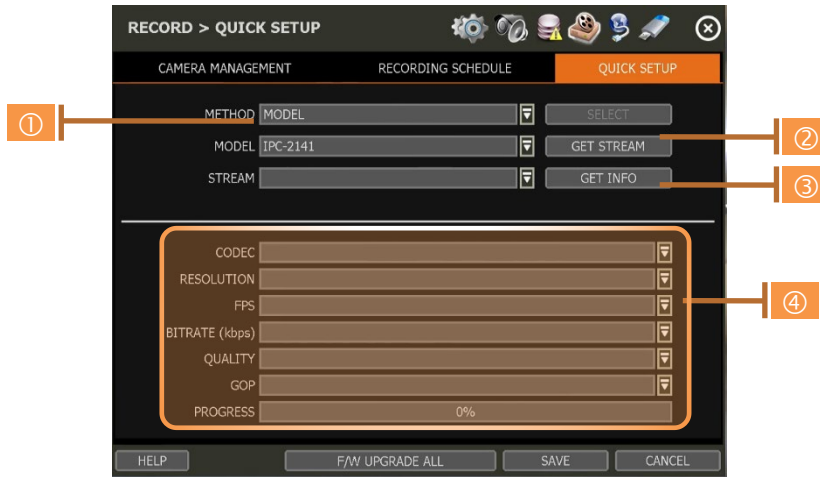 RECORD > QUICK SETUP
CAMERA MANAGEMENT RECORDING SCHEDULE QUICK SETUP
① METHOD MODEL SELECT
MODEL IPC-2141 GET STREAM ②
STREAM GET INFO ③
CODEC
RESOLUTION
FPS ④
BITRATE (kbps)
QUALITY
GOP
PROGRESS 0%
HELP F/W UPGRADE ALL SAVE CANCEL